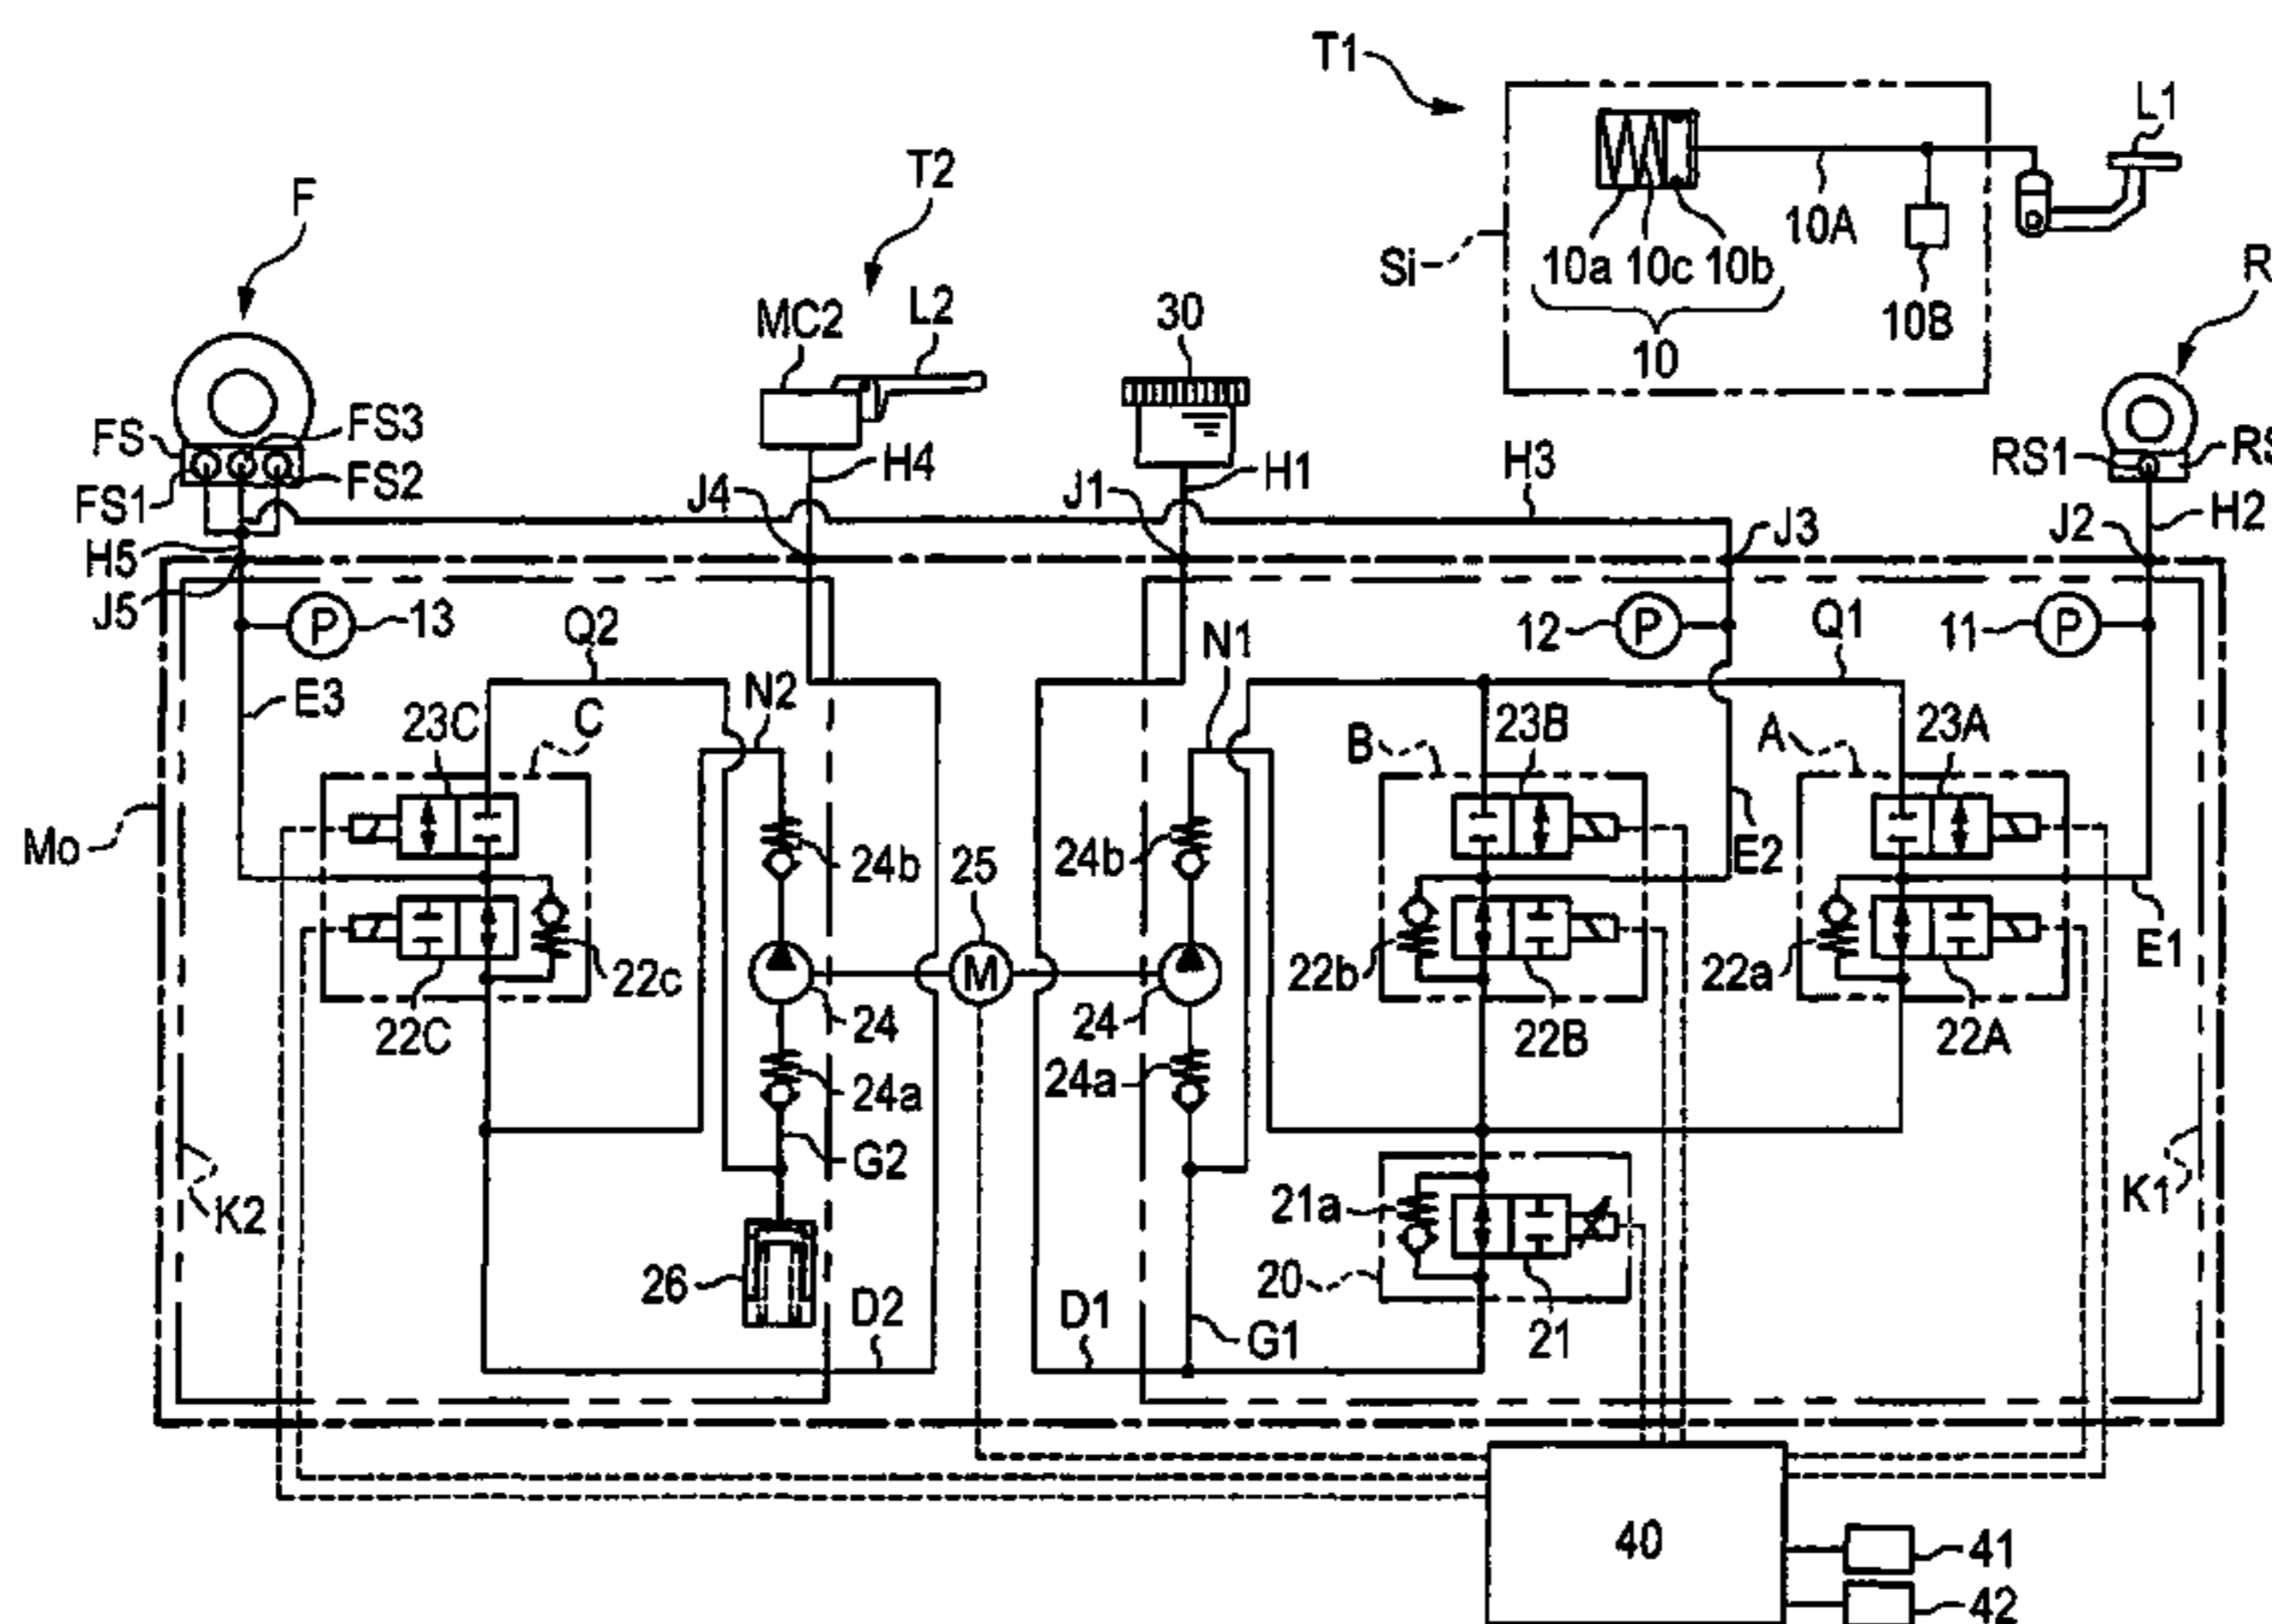 T1
L1
T2
F
10A
Si
10a 10c 10b
R
MC2
L2
30
10B
10
FS
FS3
FS2
FS1
H4
H1
H3
RS1
RS
J4
J1
J3
H2
J2
H5
J5
P
13
Q2
N1
12
P
Q1
11
P
E3
N2
23C
C
B
23B
A
23A
Mo
24b
25
24b
E2
M
22c
22b
22a
E1
22C
24
24
22B
22A
24a
24a
G2
K2
21a
K1
26
20
D2
D1
G1
21
40
41
42